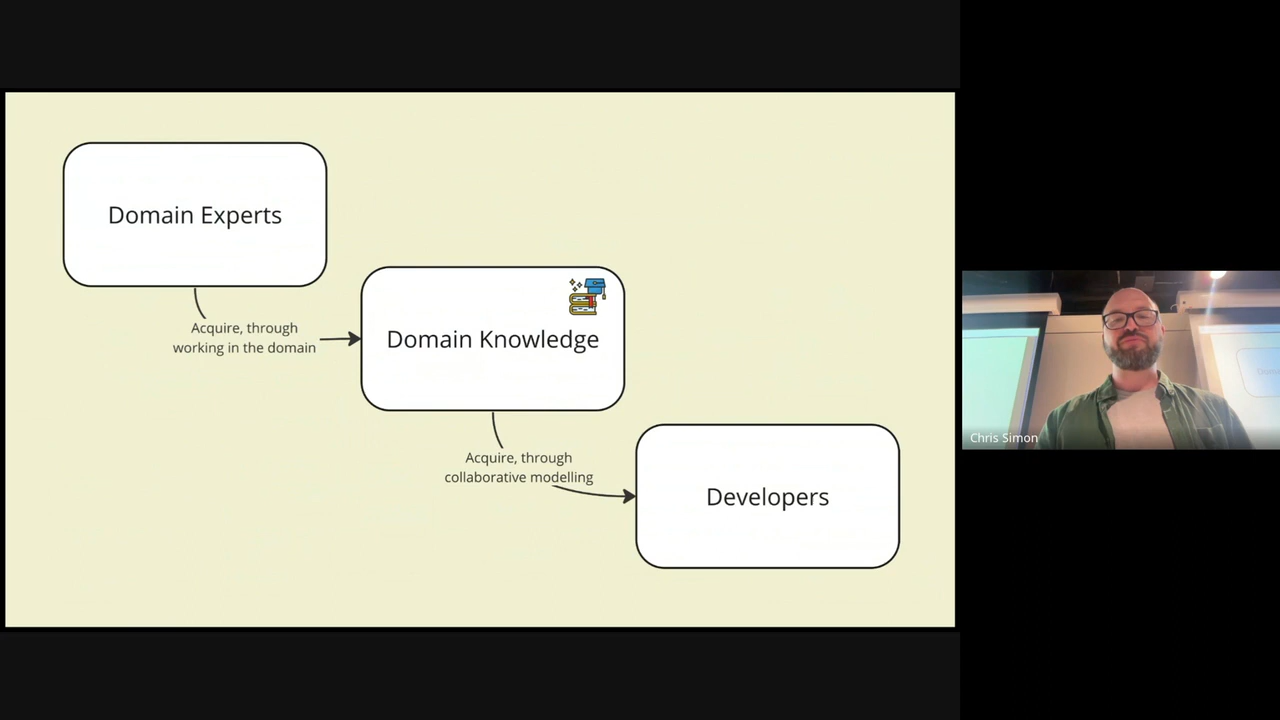 Domain Experts
Acquire, through
working in the domain
Domain Knowledge
Acquire, through
collaborative modelling
Developers
Chris Simon